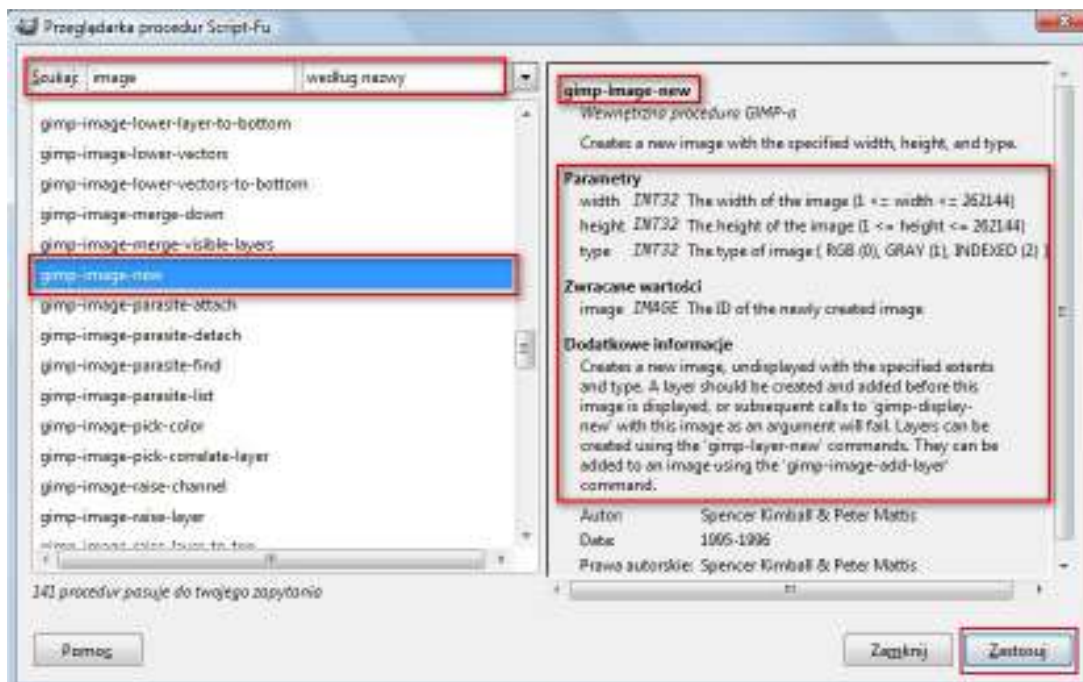 Przeglądarka procedur Script-Fu
Szukaj: image według nazwy
gimp-image-lower-layer-to-bottom
gimp-image-lower-vectors
gimp-image-lower-vectors-to-bottom
gimp-image-merge-down
gimp-image-merge-visible-layers
gimp-image-new
gimp-image-parasite-attach
gimp-image-parasite-detach
gimp-image-parasite-find
gimp-image-parasite-list
gimp-image-pick-color
gimp-image-pick-correlate-layer
gimp-image-raise-channel
gimp-image-raise-layer
gimp-image-raise-layer-to-top
141 procedur pasuje do twojego zapytania
gimp-image-new
Wewnętrzna procedura GIMP-a
Creates a new image with the specified width, height, and type.
Parametry
width INT32 The width of the image (1 <= width <= 262144)
height INT32 The height of the image (1 <= height <= 262144)
type INT32 The type of image { RGB (0), GRAY (1), INDEXED (2) }
Zwracane wartości
image IMAGE The ID of the newly created image
Dodatkowe informacje
Creates a new image, undisplayed with the specified extents
and type. A layer should be created and added before this
image is displayed, or subsequent calls to 'gimp-display-
new' with this image as an argument will fail. Layers can be
created using the 'gimp-layer-new' commands. They can be
added to an image using the 'gimp-image-add-layer'
command.
Autor: Spencer Kimball & Peter Mattis
Data: 1995-1996
Prawa autorskie: Spencer Kimball & Peter Mattis
Pomoc
Zamknij
Zastosuj